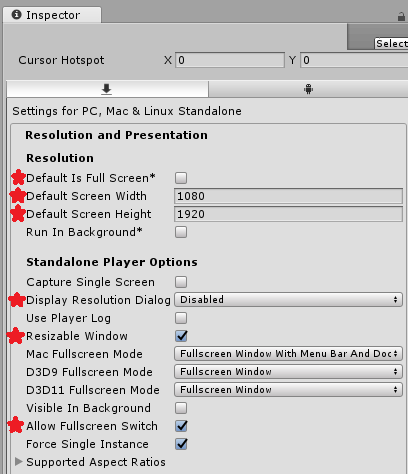 Inspector
Select
Cursor Hotspot X 0 Y 0
Settings for PC, Mac & Linux Standalone
Resolution and Presentation
Resolution
Default Is Full Screen*
Default Screen Width 1080
Default Screen Height 1920
Run In Background*
Standalone Player Options
Capture Single Screen
Display Resolution Dialog Disabled
Use Player Log
Resizable Window
Mac Fullscreen Mode Fullscreen Window With Menu Bar And Doc
D3D9 Fullscreen Mode Fullscreen Window
D3D11 Fullscreen Mode Fullscreen Window
Visible In Background
Allow Fullscreen Switch
Force Single Instance
Supported Aspect Ratios